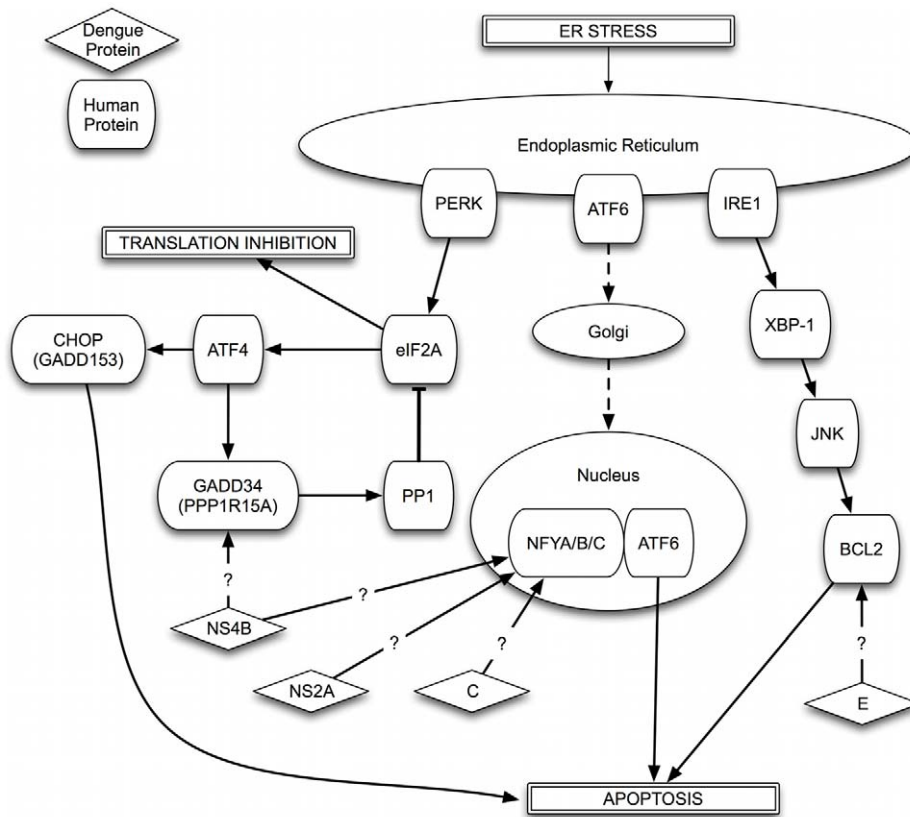 Dengue
Protein
Human
Protein
ER STRESS
Endoplasmic Reticulum
PERK
ATF6
IRE1
TRANSLATION INHIBITION
CHOP
(GADD153)
ATF4
eIF2A
Golgi
XBP-1
JNK
GADD34
(PPP1R15A)
PP1
Nucleus
NFYA/B/C
ATF6
BCL2
?
?
?
?
?
NS4B
NS2A
C
E
APOPTOSIS